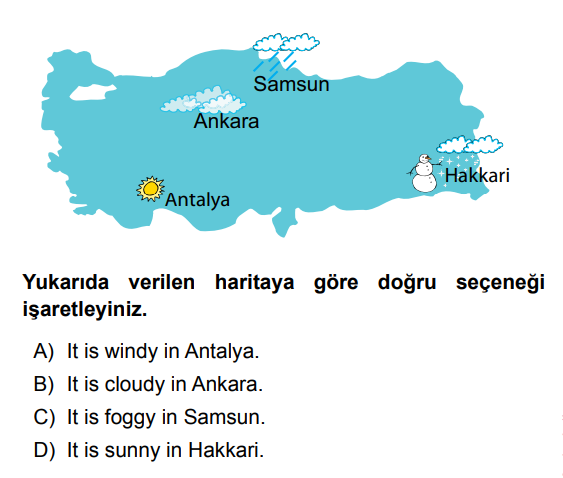 Samsun
Ankara
Hakkari
Antalya
Yukarıda verilen haritaya göre doğru seçeneği
işaretleyiniz.
A) It is windy in Antalya.
B) It is cloudy in Ankara.
C) It is foggy in Samsun.
D) It is sunny in Hakkari.